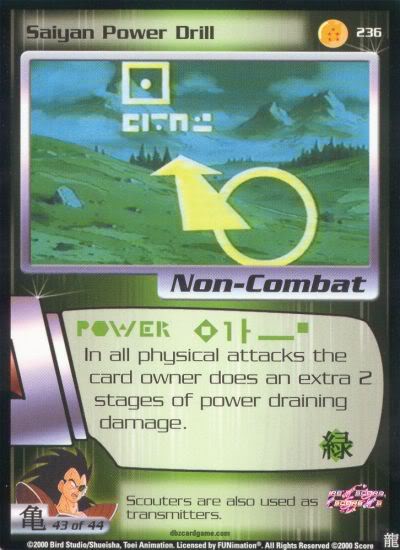 Saiyan Power Drill
236
Non-Combat
POWER
In all physical attacks the
card owner does an extra 2
stages of power draining
damage.
緑
亀
43 of 44
Scouters are also used as
transmitters.
dbzcardgame.com
©2000 Bird Studio/Shueisha, Toei Animation. Licensed by FUNimation®. All Rights Reserved. ©2000 Score
龍